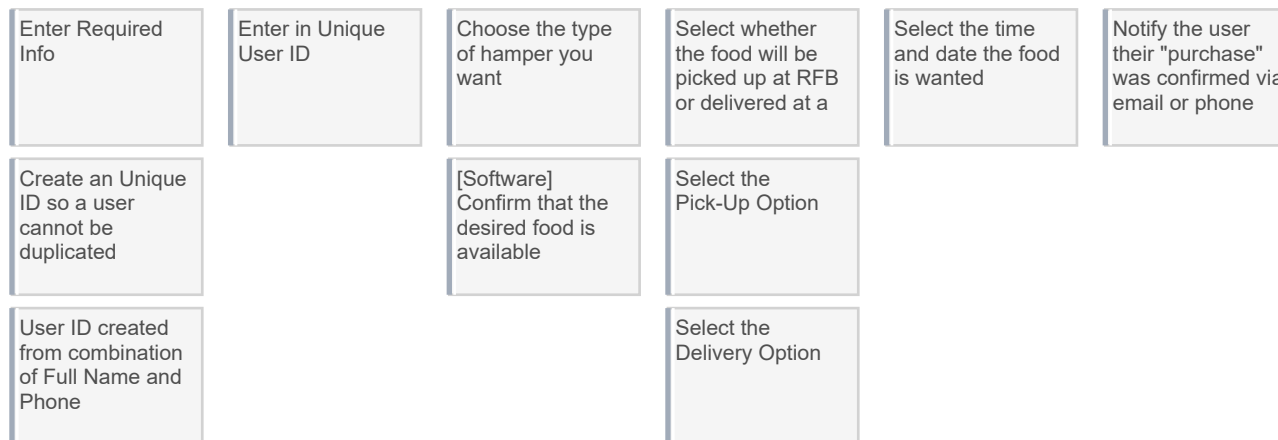 Enter Required
Info
Enter in Unique
User ID
Choose the type
of hamper you
want
Select whether
the food will be
picked up at RFB
or delivered at a
Select the time
and date the food
is wanted
Notify the user
their "purchase"
was confirmed via
email or phone
Create an Unique
ID so a user
cannot be
duplicated
[Software]
Confirm that the
desired food is
available
Select the
Pick-Up Option
User ID created
from combination
of Full Name and
Phone
Select the
Delivery Option